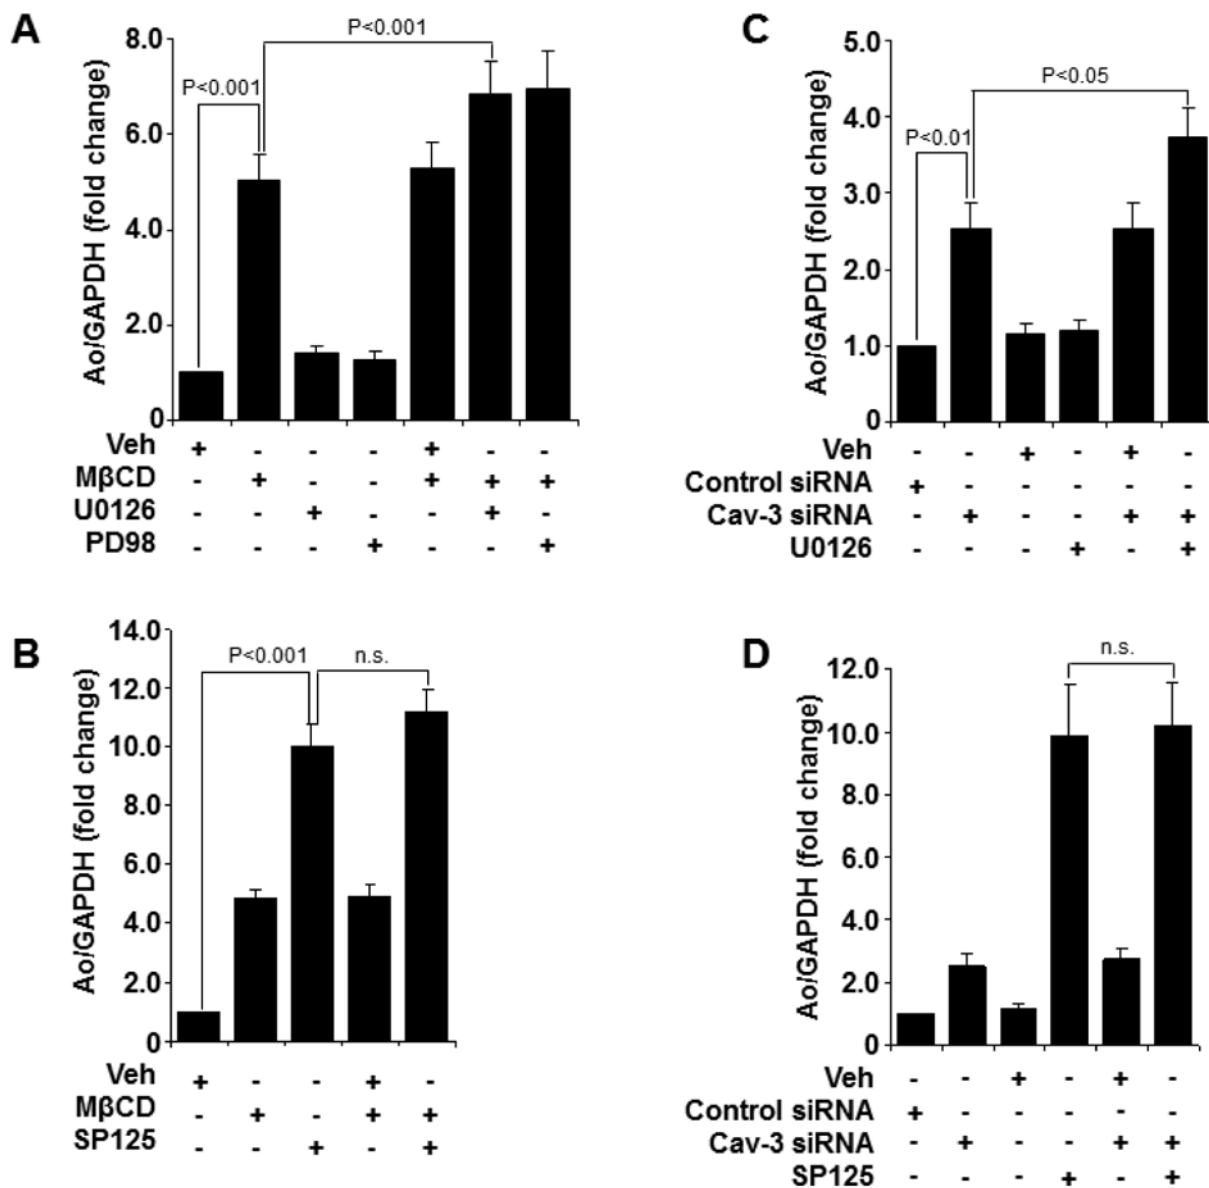 A
Ao/GAPDH (fold change)
8.0
6.0
4.0
2.0
0
P<0.001
P<0.001
Veh + - - - + - -
MβCD - + - - + + +
U0126 - - + - - + -
PD98 - - - + - - +
C
Ao/GAPDH (fold change)
5.0
4.0
3.0
2.0
1.0
0
P<0.05
P<0.01
Veh - - + - + -
Control siRNA + - - - - -
Cav-3 siRNA - + - - + +
U0126 - - - + - +
B
Ao/GAPDH (fold change)
14.0
12.0
10.0
8.0
6.0
4.0
2.0
0
P<0.001 n.s.
Veh + - - + -
MβCD - + - + +
SP125 - - + - +
D
Ao/GAPDH (fold change)
12.0
10.0
8.0
6.0
4.0
2.0
0
n.s.
Veh - - + - + -
Control siRNA + - - - - -
Cav-3 siRNA - + - - + +
SP125 - - - + - +